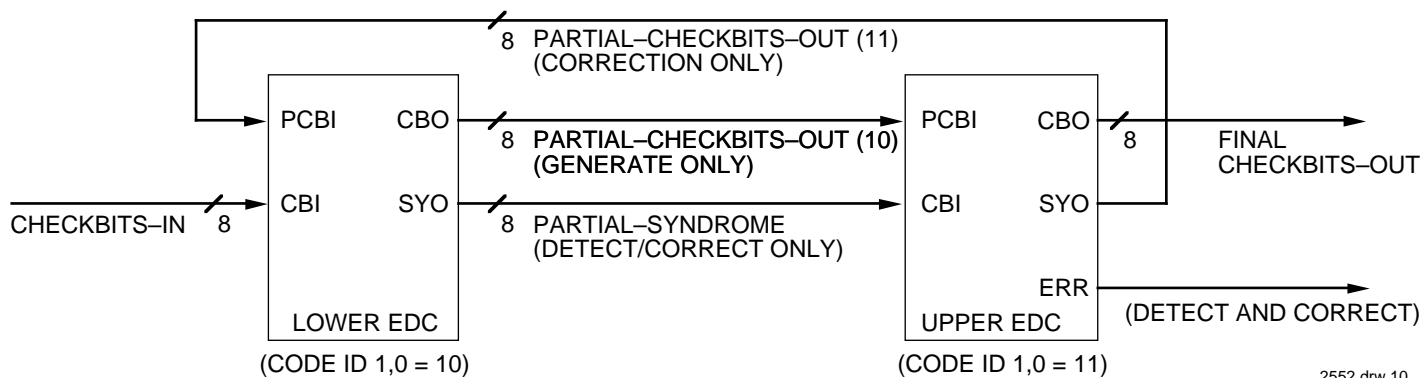 8 PARTIAL–CHECKBITS–OUT (11)
(CORRECTION ONLY)
PCBI CBO
8 PARTIAL–CHECKBITS–OUT (10)
(GENERATE ONLY)
PCBI CBO
8
FINAL
CHECKBITS–OUT
CHECKBITS–IN 8
CBI SYO
8 PARTIAL–SYNDROME
(DETECT/CORRECT ONLY)
CBI SYO
ERR
(DETECT AND CORRECT)
LOWER EDC
UPPER EDC
(CODE ID 1,0 = 10)
(CODE ID 1,0 = 11)
2552 drw 10